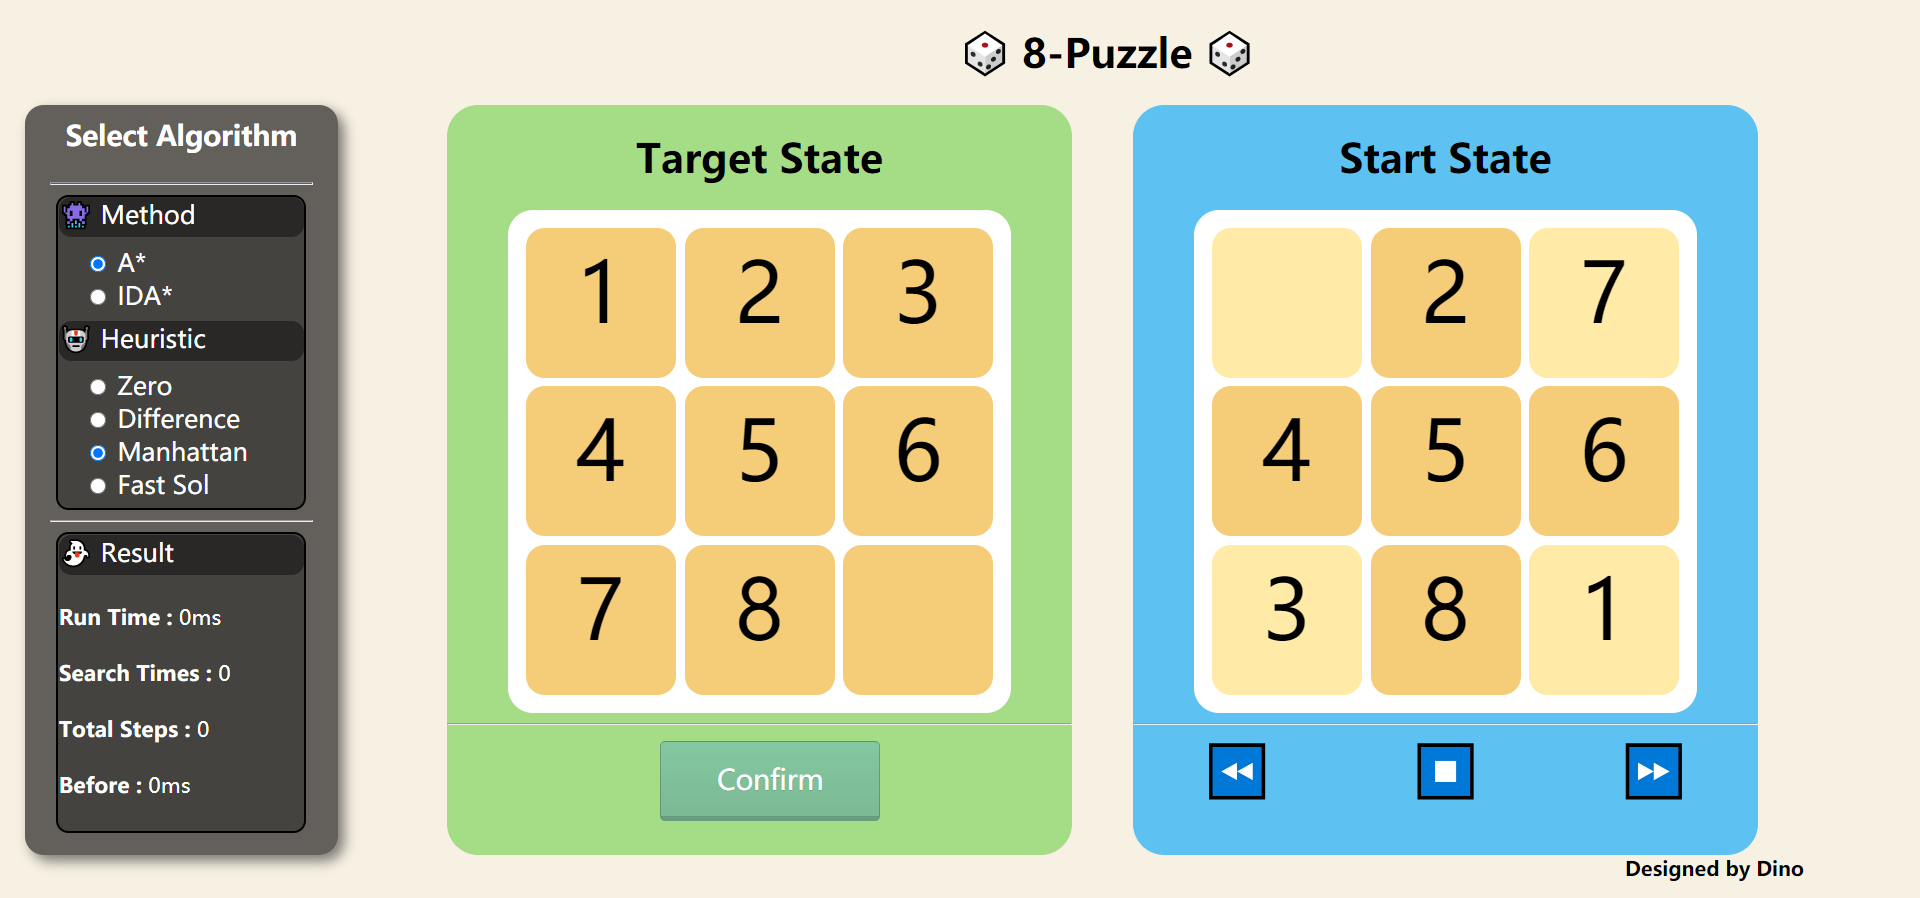 8-Puzzle
Select Algorithm
Method
A*
IDA*
Heuristic
Zero
Difference
Manhattan
Fast Sol
Result
Run Time : 0ms
Search Times : 0
Total Steps : 0
Before : 0ms
Target State
1 2 3
4 5 6
7 8
Confirm
Start State
2 7
4 5 6
3 8 1
Designed by Dino